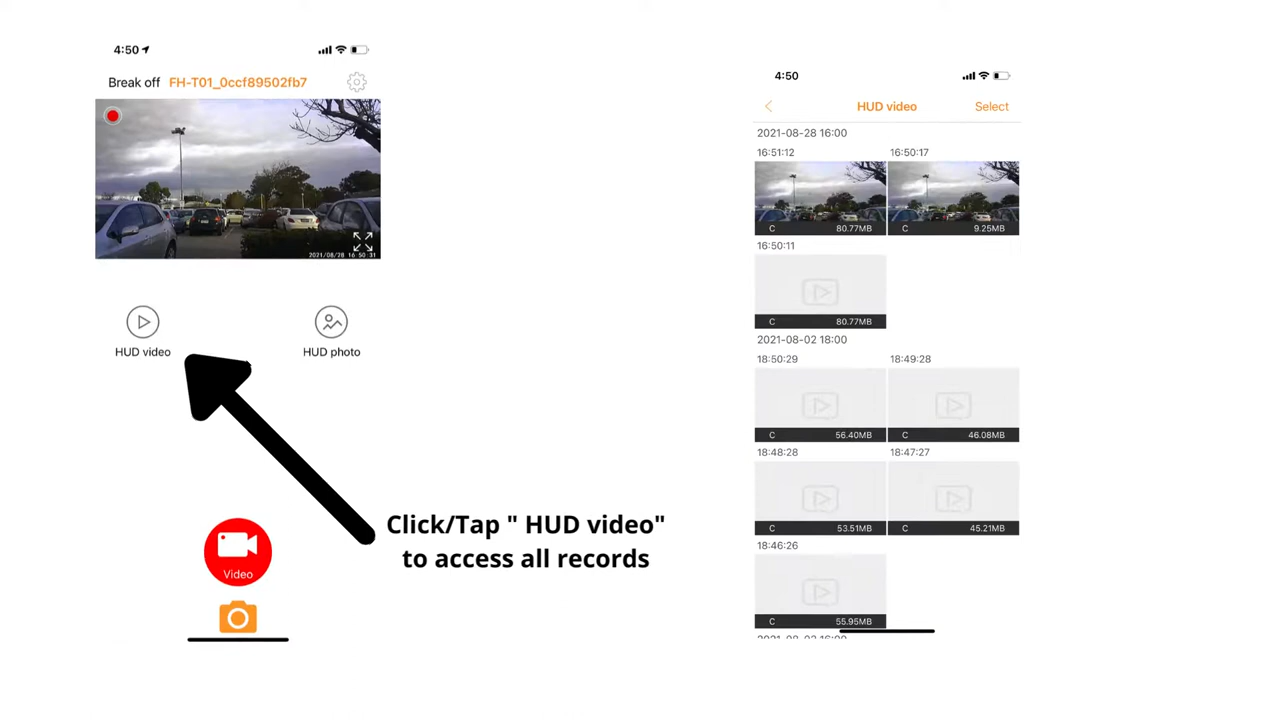 4:50
Break off FH-T01_0ccf89502fb7
2021/08/28 16:50:31
HUD video HUD photo
Click/Tap " HUD video"
to access all records
Video
4:50
HUD video Select
2021-08-28 16:00
16:51:12 16:50:17
C 80.77MB C 9.25MB
16:50:11
C 80.77MB
2021-08-02 18:00
18:50:29 18:49:28
C 56.40MB C 46.08MB
18:48:28 18:47:27
C 53.51MB C 45.21MB
18:46:26
C 55.95MB